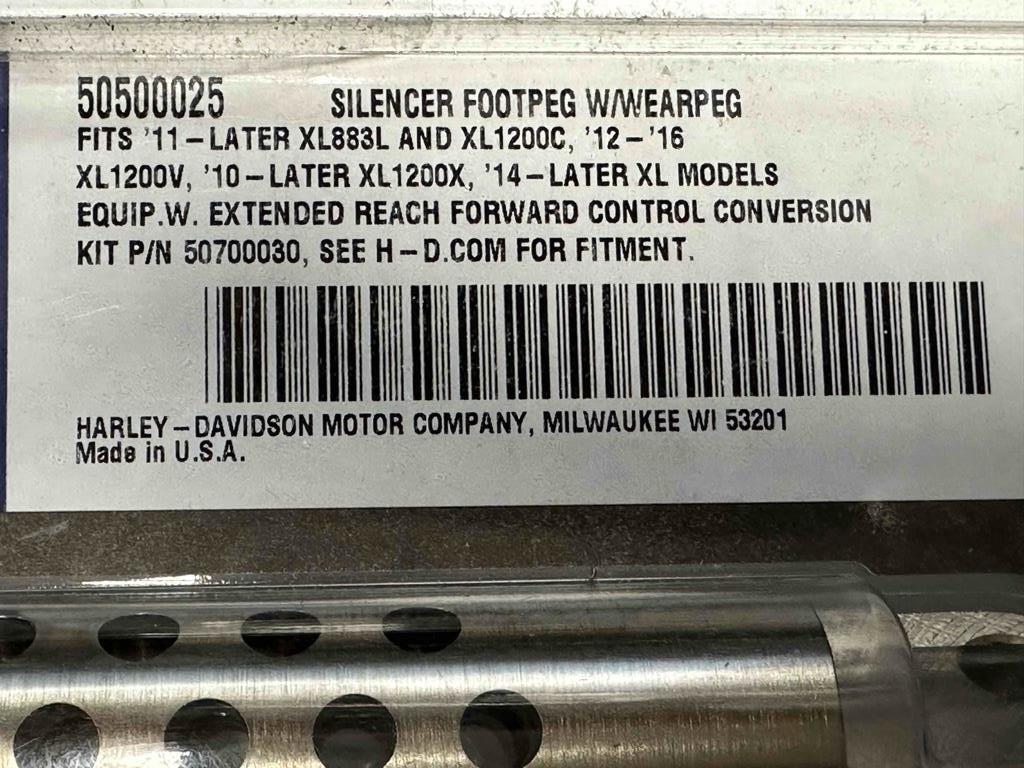 50500025 SILENCER FOOTPEG W/WEARPEG
FITS '11-LATER XL883L AND XL1200C, '12-'16
XL1200V, '10-LATER XL1200X, '14-LATER XL MODELS
EQUIP.W. EXTENDED REACH FORWARD CONTROL CONVERSION
KIT P/N 50700030, SEE H-D.COM FOR FITMENT.
HARLEY-DAVIDSON MOTOR COMPANY, MILWAUKEE WI 53201
Made in U.S.A.